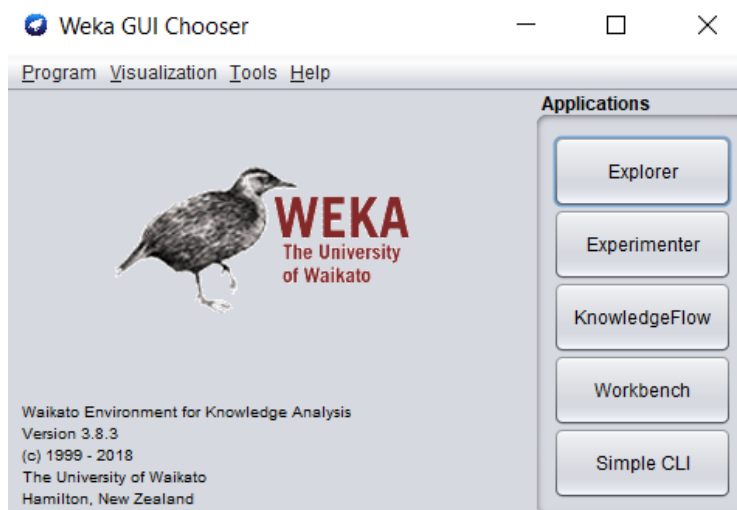 Weka GUI Chooser
Program Visualization Tools Help
Applications
Explorer
Experimenter
KnowledgeFlow
Workbench
Simple CLI
WEKA
The University
of Waikato
Waikato Environment for Knowledge Analysis
Version 3.8.3
(c) 1999 - 2018
The University of Waikato
Hamilton, New Zealand